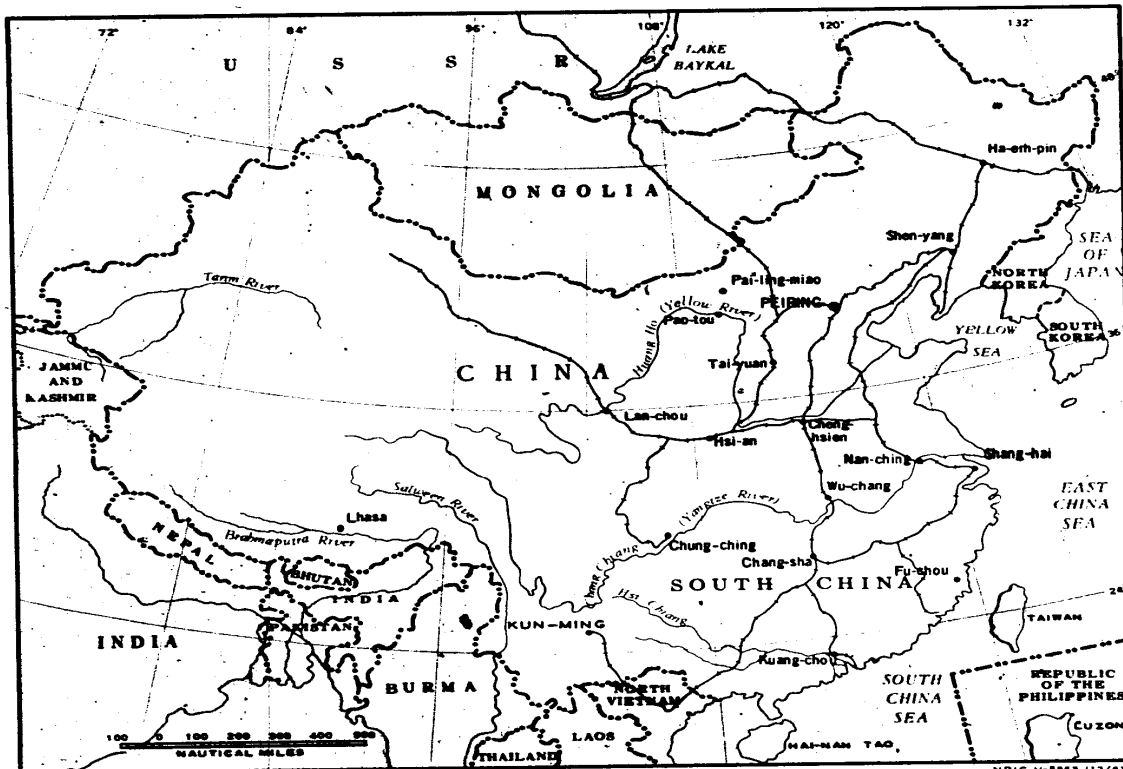 72°
84°
96°
108°
120°
132°
U S S R
LAKE
BAYKAL
48°
Ha-erh-pin
MONGOLIA
Shen-yang
SEA
OF
JAPAN
Tarim River
Pai-ling-miao
NORTH
KOREA
PEIPING
Huang Ho (Yellow River)
Pao-tou
YELLOW
SEA
SOUTH
KOREA
36°
JAMMU
AND
KASHMIR
CHINA
Tai-yuan
Lan-chou
Hsi-an
Cheng-
hsien
Nan-ching
Shang-hai
Salween River
Wu-chang
EAST
CHINA
SEA
Lhasa
Brahmaputra River
NEPAL
Chang Chiang (Yangtze River)
Chung-ching
Chang-sha
BHUTAN
SOUTH CHINA
Fu-chou
INDIA
Hsi Chiang
24°
TAIWAN
INDIA
PAKISTAN
KUN-MING
Kuang-chou
BURMA
NORTH
VIETNAM
SOUTH
CHINA
SEA
REPUBLIC
OF THE
PHILIPPINES
LUZON
100 0 100 200 300 400 500
NAUTICAL MILES
THAILAND
LAOS
HAI-NAN TAO